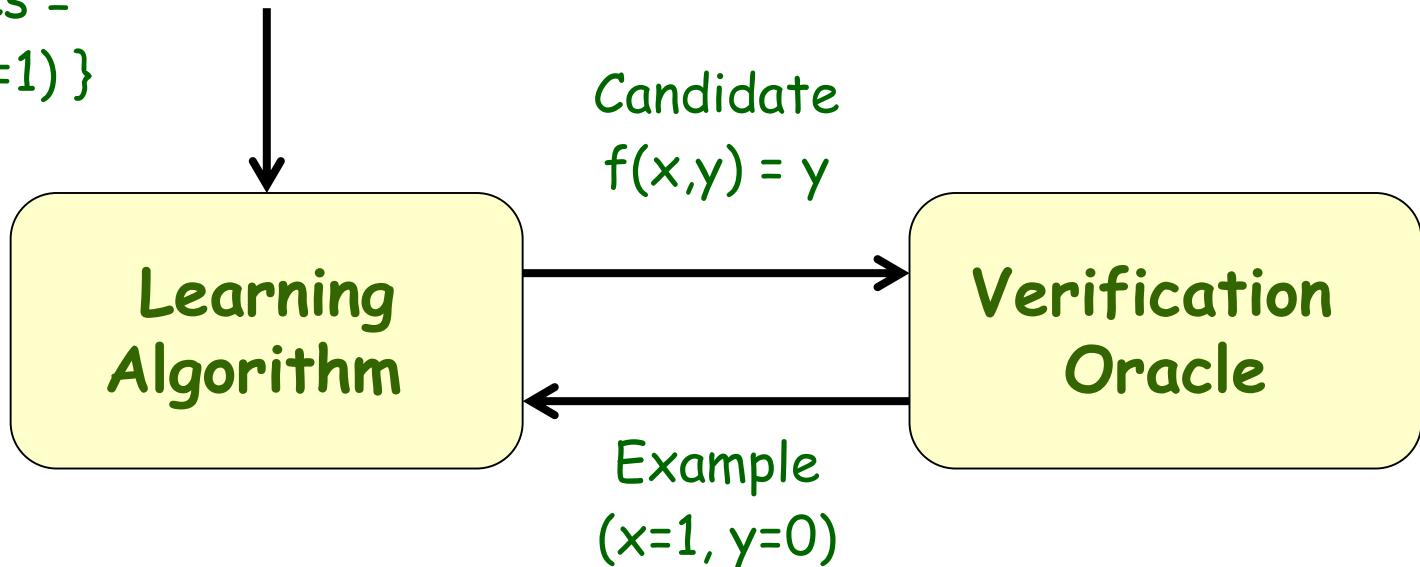 =1) }
Candidate
f(x,y) = y
Learning
Algorithm
Verification
Oracle
Example
(x=1, y=0)